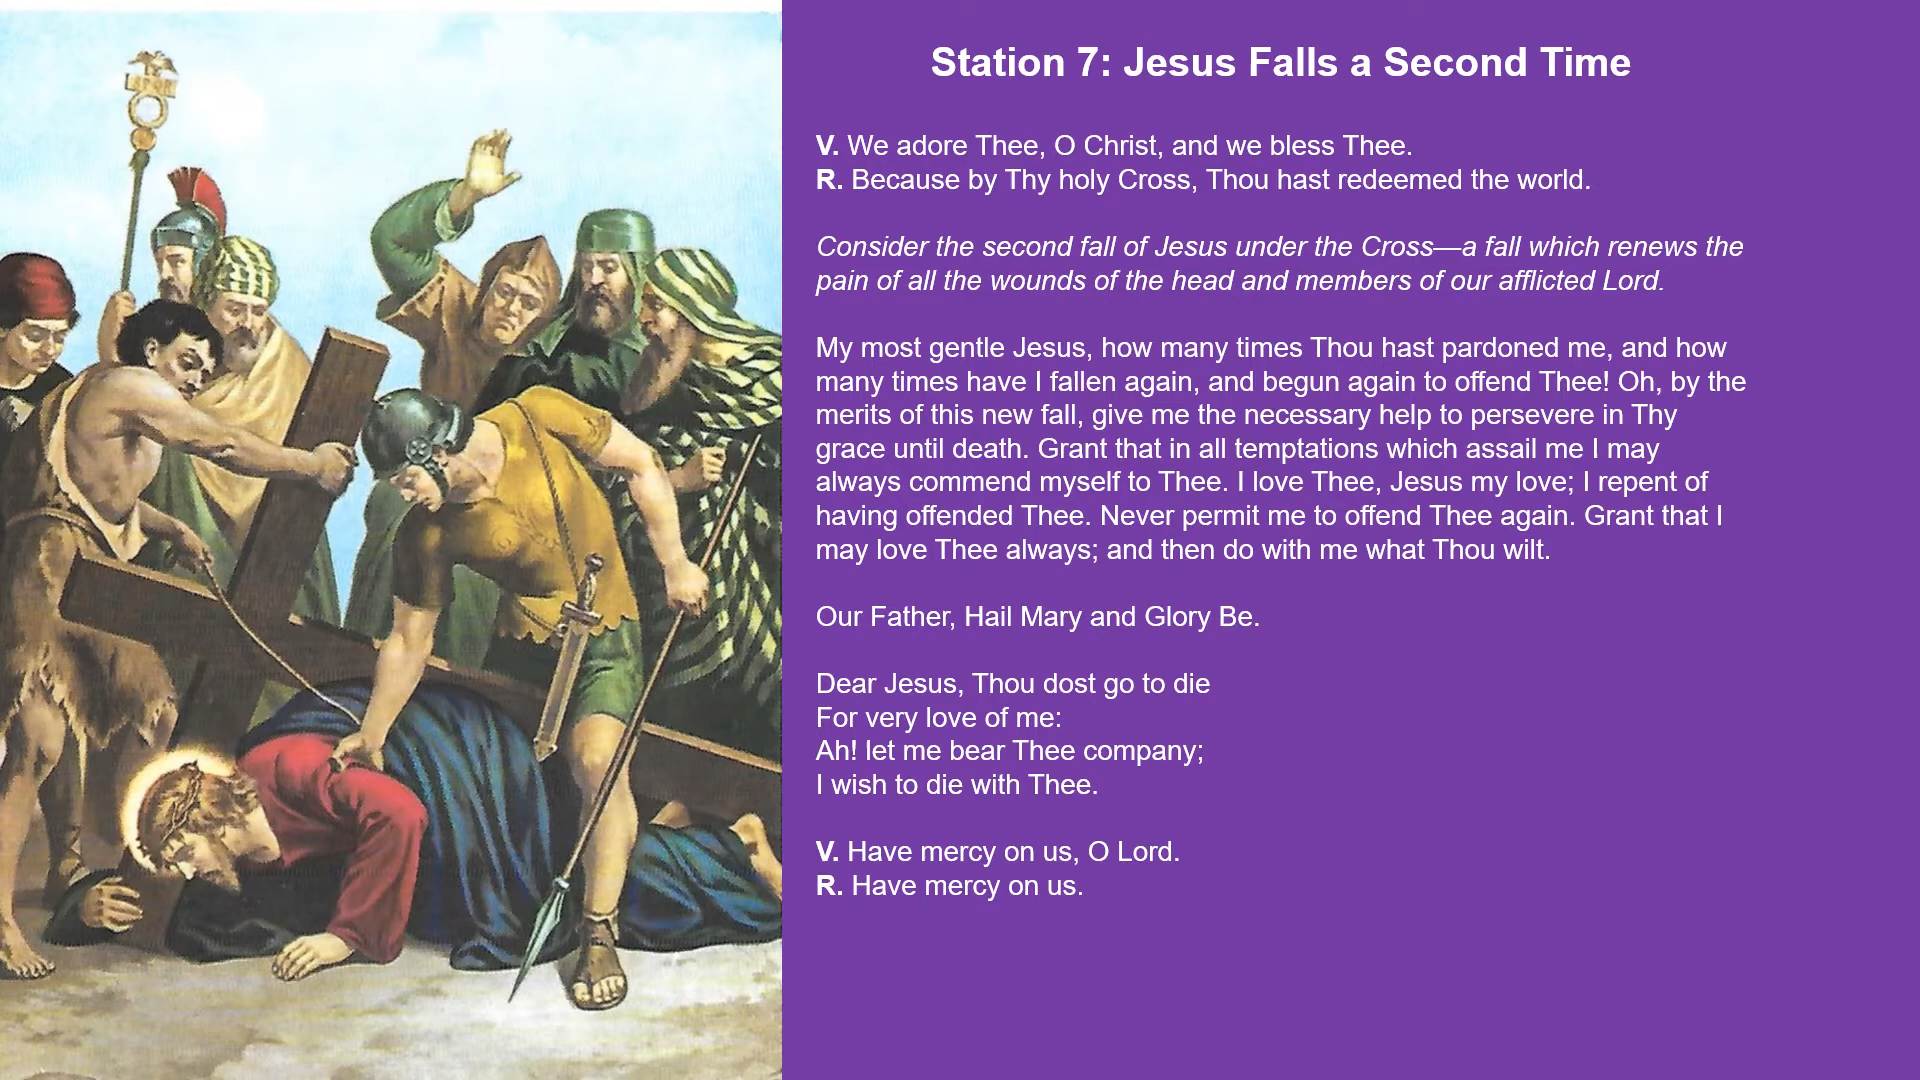 Station 7: Jesus Falls a Second Time
V. We adore Thee, O Christ, and we bless Thee.
R. Because by Thy holy Cross, Thou hast redeemed the world.
Consider the second fall of Jesus under the Cross—a fall which renews the
pain of all the wounds of the head and members of our afflicted Lord.
My most gentle Jesus, how many times Thou hast pardoned me, and how
many times have I fallen again, and begun again to offend Thee! Oh, by the
merits of this new fall, give me the necessary help to persevere in Thy
grace until death. Grant that in all temptations which assail me I may
always commend myself to Thee. I love Thee, Jesus my love; I repent of
having offended Thee. Never permit me to offend Thee again. Grant that I
may love Thee always; and then do with me what Thou wilt.
Our Father, Hail Mary and Glory Be.
Dear Jesus, Thou dost go to die
For very love of me:
Ah! let me bear Thee company;
I wish to die with Thee.
V. Have mercy on us, O Lord.
R. Have mercy on us.